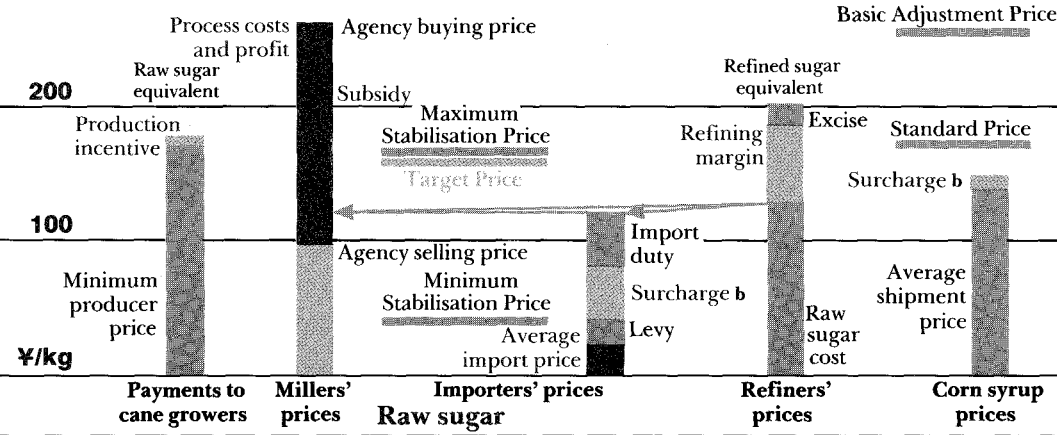 Basic Adjustment Price
Process costs
and profit
Agency buying price
Raw sugar
equivalent
Refined sugar
equivalent
200
Subsidy
Maximum
Stabilisation Price
Target Price
Production
incentive
Refining
margin
Excise
Standard Price
Surcharge b
100
Import
duty
Agency selling price
Minimum
Stabilisation Price
Minimum
producer
price
Surcharge b
Levy
Average
import price
Raw
sugar
cost
Average
shipment
price
¥/kg
Payments to
cane growers
Millers'
prices
Importers' prices
Refiners'
prices
Corn syrup
prices
Raw sugar